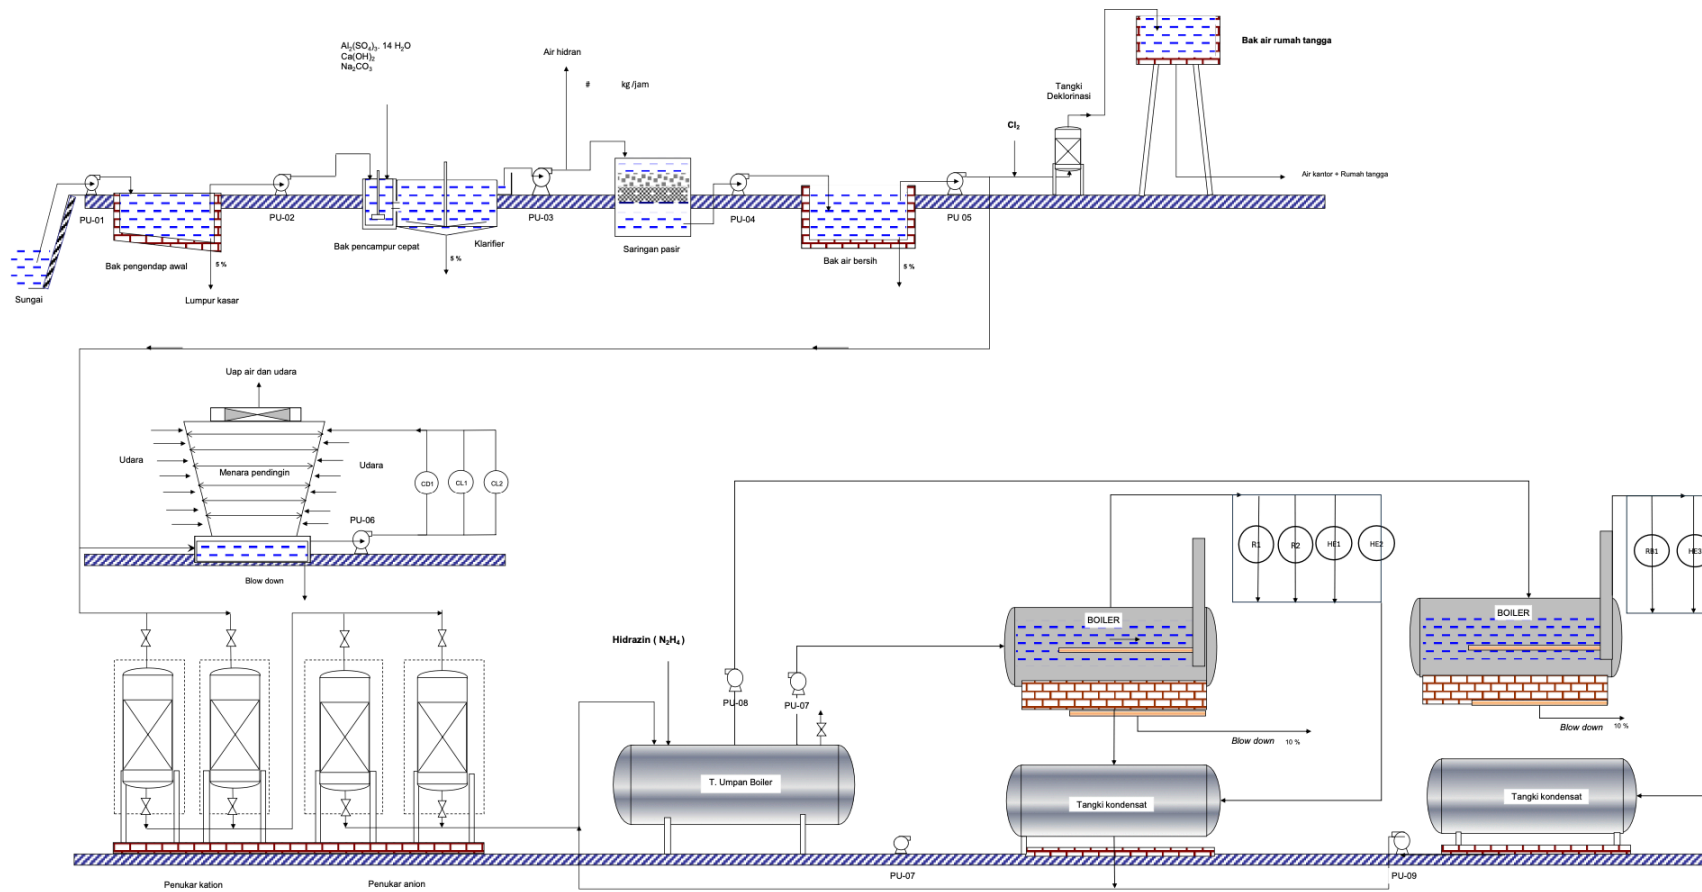 Al2(SO4)3. 14 H2O
Ca(OH)2
Na2CO3
Air hidran
# kg/jam
Bak air rumah tangga
Tangki
Deklorinasi
Cl2
Air kantor + Rumah tangga
PU-01
PU-02
PU-03
PU-04
PU 05
Bak pencampur cepat
Klarifier
Saringan pasir
Bak air bersih
Bak pengendap awal
5 %
5 %
5 %
Sungai
Lumpur kasar
Uap air dan udara
Udara
Menara pendingin
Udara
CD1
CL1
CL2
PU-06
Blow down
R1
R2
HE1
HE2
RB1
HE3
BOILER
BOILER
Hidrazin ( N2H4 )
PU-08
PU-07
Blow down 10 %
Blow down 10 %
T. Umpan Boiler
Tangki kondensat
Tangki kondensat
PU-07
PU-09
Penukar kation
Penukar anion